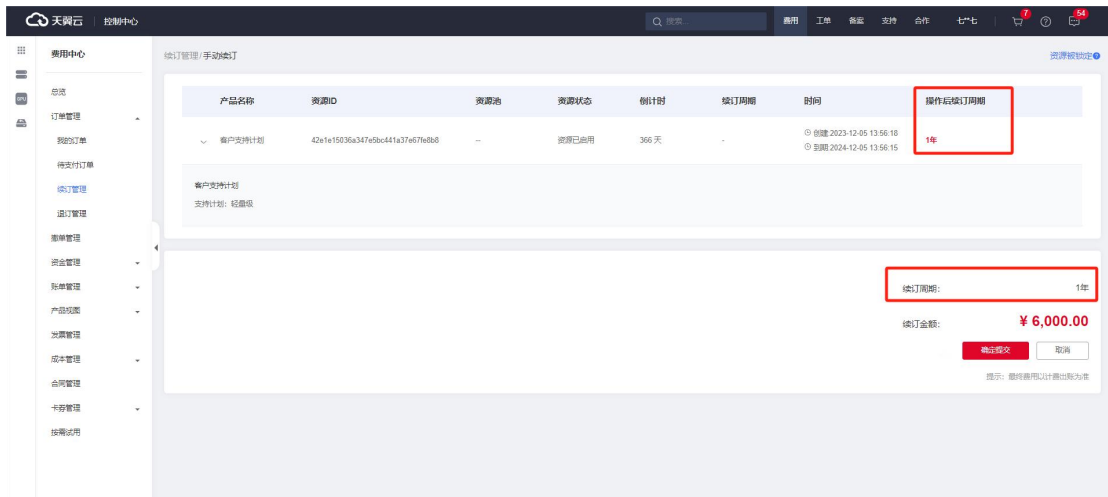 天翼云 控制中心 搜索... 费用 工单 备案 支持 合作 七**七 7 54
费用中心
续订管理/手动续订 资源被锁定
总览
订单管理
我的订单
待支付订单
续订管理
退订管理
撤单管理
资金管理
账单管理
产品视图
发票管理
成本管理
合同管理
卡券管理
按需试用
产品名称 资源ID 资源池 资源状态 倒计时 续订周期 时间 操作后续订周期
客户支持计划 42e1e15036a347e5bc441a37e67fe8b8 -- 资源已启用 366 天 - 创建 2023-12-05 13:56:18 1年
到期 2024-12-05 13:56:15
客户支持计划
支持计划：轻量级
续订周期： 1年
续订金额： ¥ 6,000.00
确定提交 取消
提示：最终费用以计费出账为准